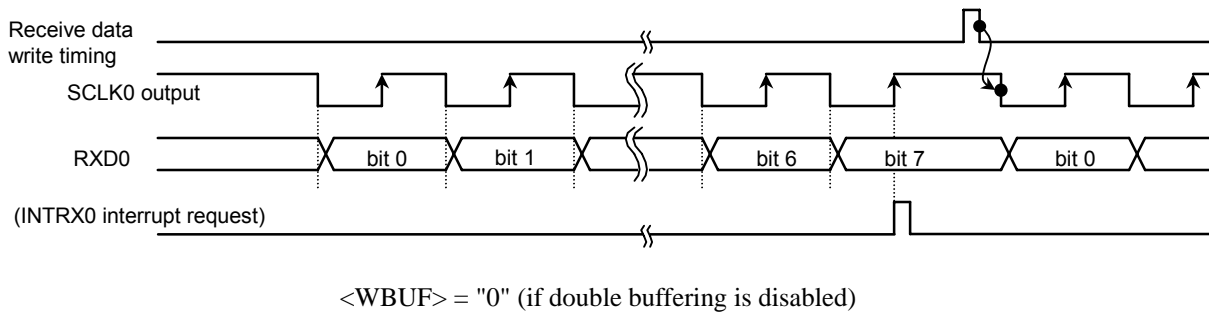 Receive data
write timing
SCLK0 output
RXD0
bit 0
bit 1
bit 6
bit 7
bit 0
(INTRX0 interrupt request)
<WBUF> = "0" (if double buffering is disabled)